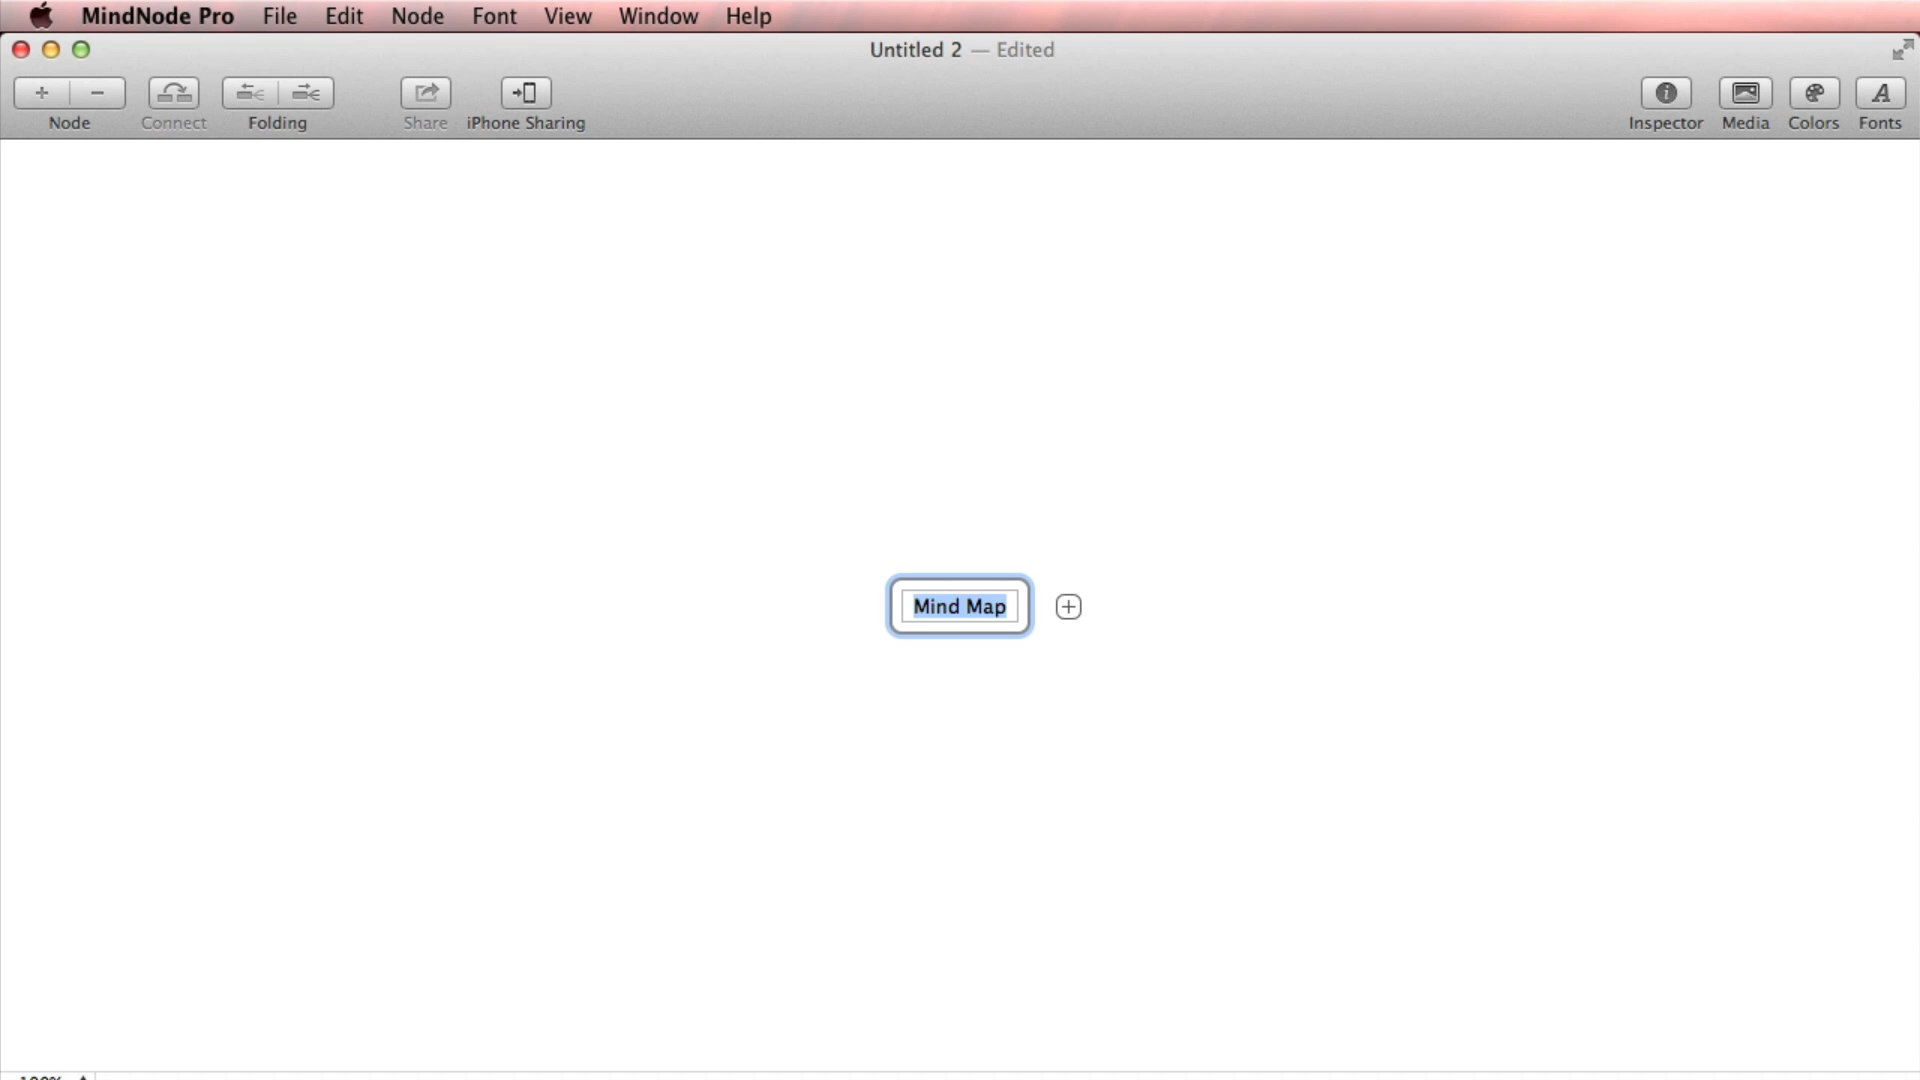 MindNode Pro File Edit Node Font View Window Help
Untitled 2 — Edited
Node Connect Folding Share iPhone Sharing Inspector Media Colors Fonts
Mind Map
100%